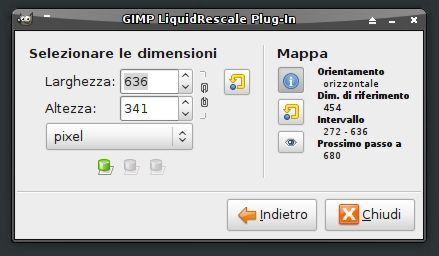 GIMP LiquidRescale Plug-In
Selezionare le dimensioni
Larghezza: 636
Altezza: 341
pixel
Mappa
Orientamento
orizzontale
Dim. di riferimento
454
Intervallo
272 - 636
Prossimo passo a
680
Indietro
Chiudi